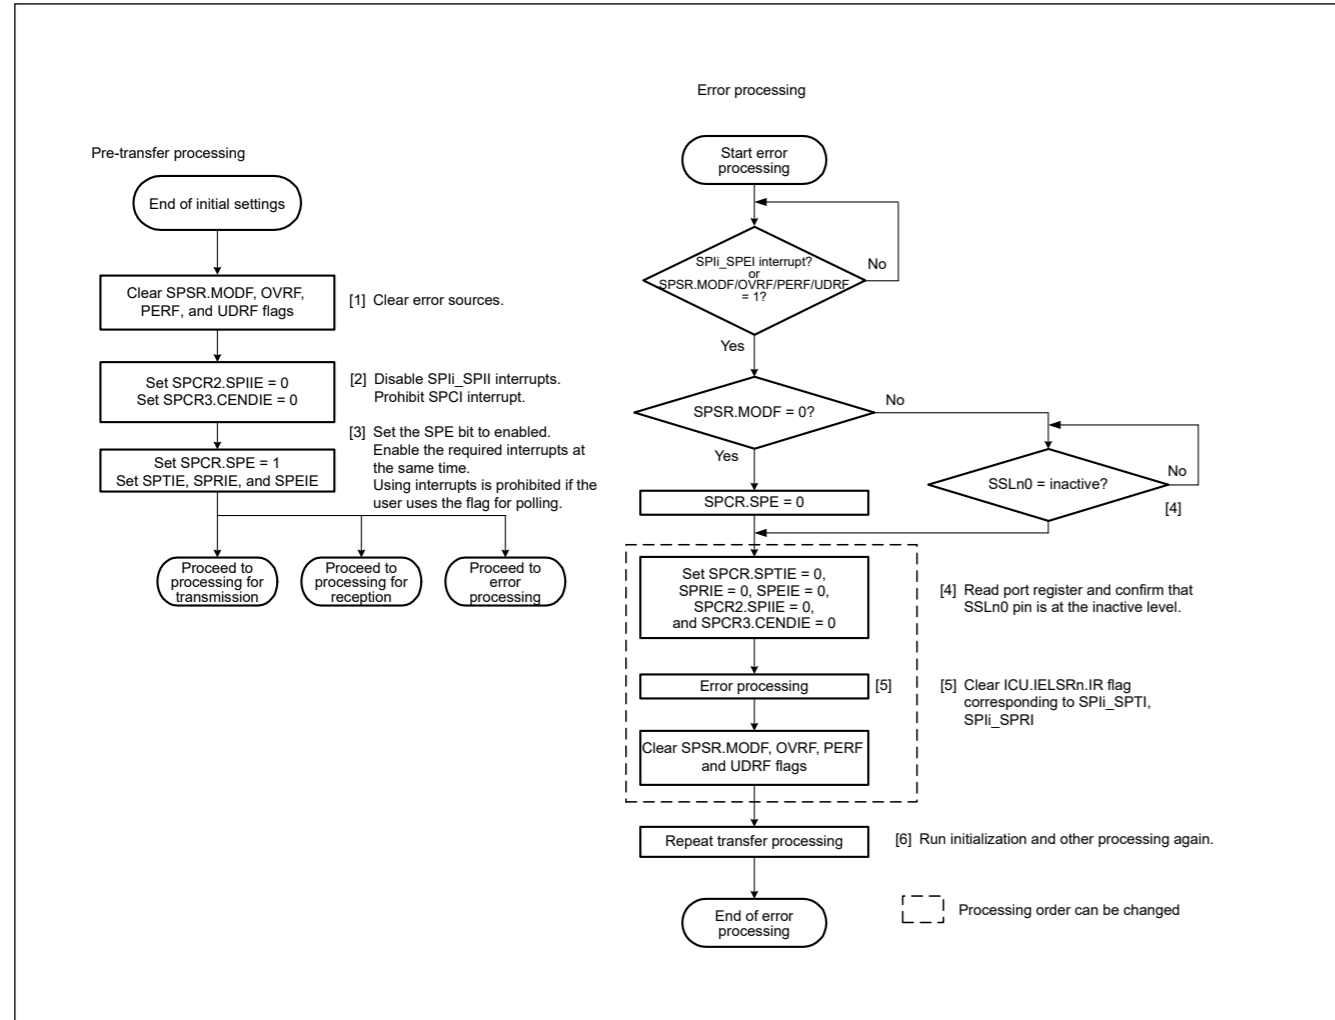 Pre-transfer processing
End of initial settings
Clear SPSR.MODF, OVRF,
PERF, and UDRF flags
[1] Clear error sources.
Set SPCR2.SPIIE = 0
Set SPCR3.CENDIE = 0
[2] Disable SPIi_SPII interrupts.
Prohibit SPCI interrupt.
Set SPCR.SPE = 1
Set SPTIE, SPRIE, and SPEIE
[3] Set the SPE bit to enabled.
Enable the required interrupts at
the same time.
Using interrupts is prohibited if the
user uses the flag for polling.
Proceed to
processing for
transmission
Proceed to
processing for
reception
Proceed to
error
processing
Error processing
Start error
processing
SPIi_SPEI interrupt?
or
SPSR.MODF/OVRF/PERF/UDRF
= 1?
No
Yes
SPSR.MODF = 0?
No
Yes
SSLn0 = inactive?
No
[4]
SPCR.SPE = 0
Set SPCR.SPTIE = 0,
SPRIE = 0, SPEIE = 0,
SPCR2.SPIIE = 0,
and SPCR3.CENDIE = 0
[4] Read port register and confirm that
SSLn0 pin is at the inactive level.
Error processing
[5]
[5] Clear ICU.IELSRn.IR flag
corresponding to SPIi_SPTI,
SPIi_SPRI
Clear SPSR.MODF, OVRF, PERF
and UDRF flags
Repeat transfer processing
[6] Run initialization and other processing again.
End of error
processing
Processing order can be changed